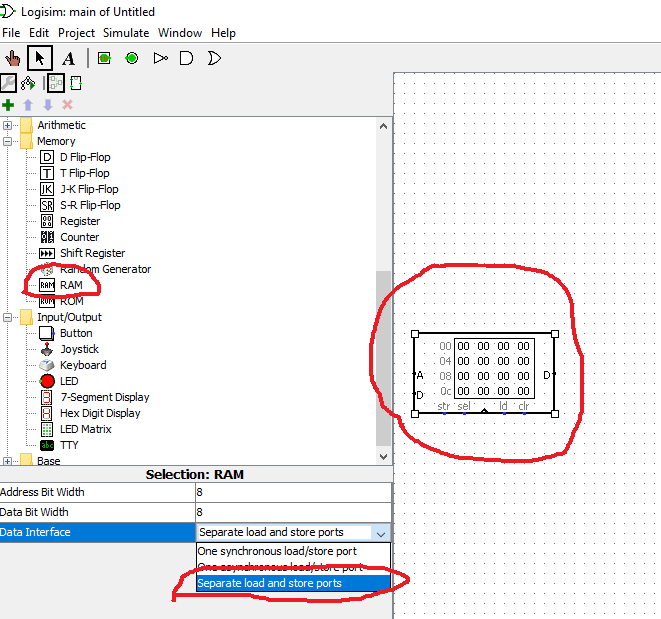 Logisim: main of Untitled
File Edit Project Simulate Window Help
A
Arithmetic
Memory
D D Flip-Flop
T T Flip-Flop
JK J-K Flip-Flop
SR S-R Flip-Flop
Register
Counter
Shift Register
Random Generator
RAM RAM
ROM ROM
Input/Output
Button
Joystick
Keyboard
LED
7-Segment Display
Hex Digit Display
LED Matrix
abc TTY
Base
00 00 00 00 00
04 00 00 00 00
A 08 00 00 00 00 D
D 0c 00 00 00 00
str sel ld clr
Selection: RAM
Address Bit Width 8
Data Bit Width 8
Data Interface Separate load and store ports
One synchronous load/store port
One asynchronous load/store port
Separate load and store ports